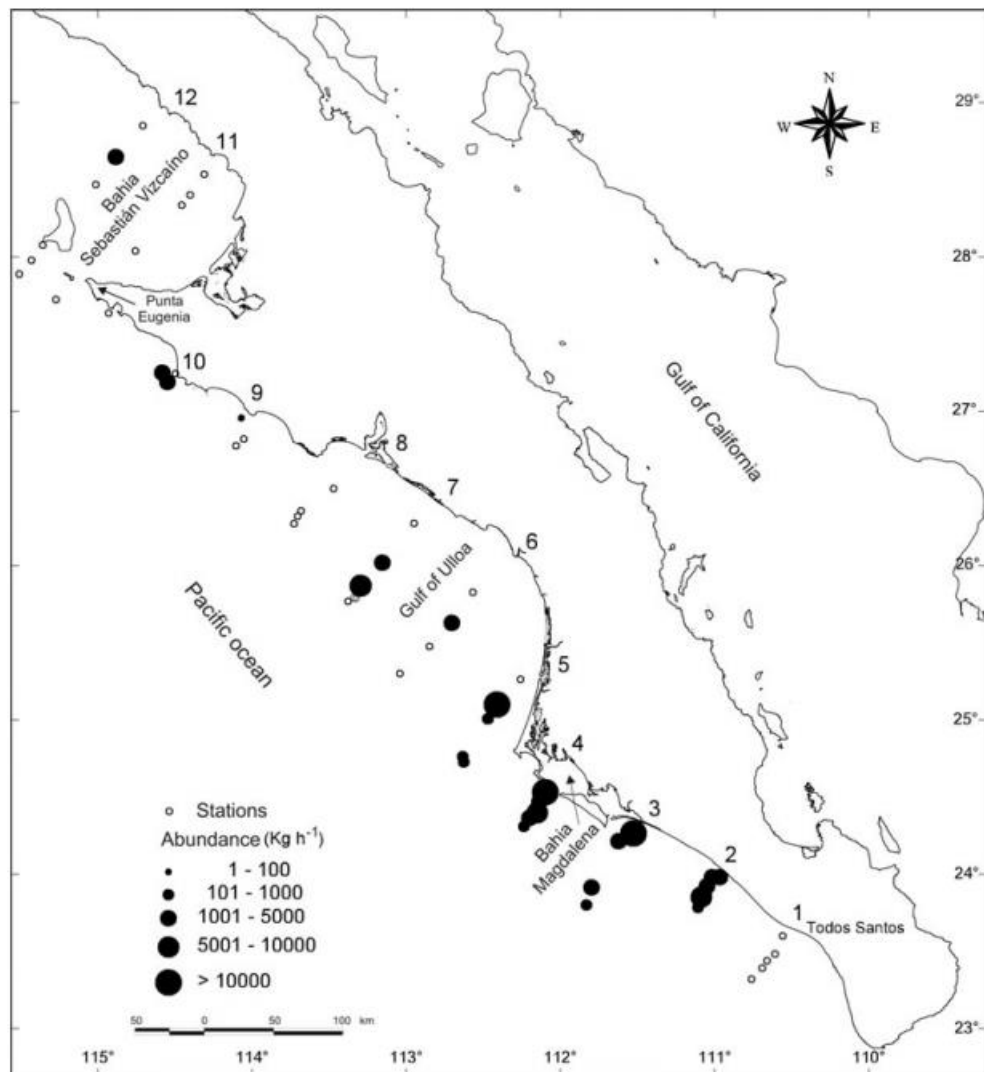 N
W
E
S
29°
28°
27°
26°
25°
24°
23°
12
11
Bahia
Sebastián Vizcaíno
Punta
Eugenia
10
9
8
7
6
5
4
3
2
1
Gulf of California
Gulf of Ulloa
Pacific ocean
Bahia
Magdalena
Todos Santos
Stations
Abundance (Kg h⁻¹)
1 - 100
101 - 1000
1001 - 5000
5001 - 10000
> 10000
50 0 50 100 km
115° 114° 113° 112° 111° 110°